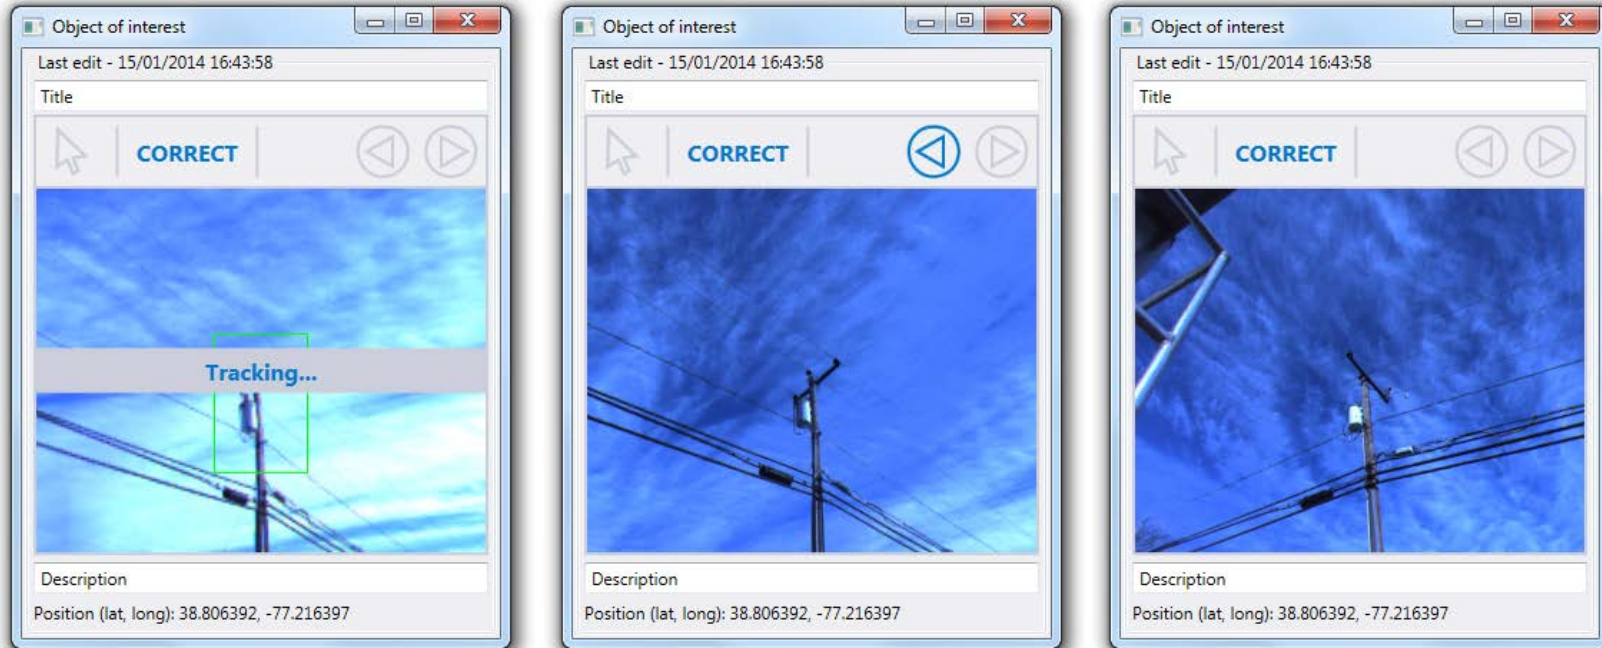 Object of interest
Last edit - 15/01/2014 16:43:58
Title
CORRECT
Tracking...
Description
Position (lat, long): 38.806392, -77.216397
Object of interest
Last edit - 15/01/2014 16:43:58
Title
CORRECT
Description
Position (lat, long): 38.806392, -77.216397
Object of interest
Last edit - 15/01/2014 16:43:58
Title
CORRECT
Description
Position (lat, long): 38.806392, -77.216397